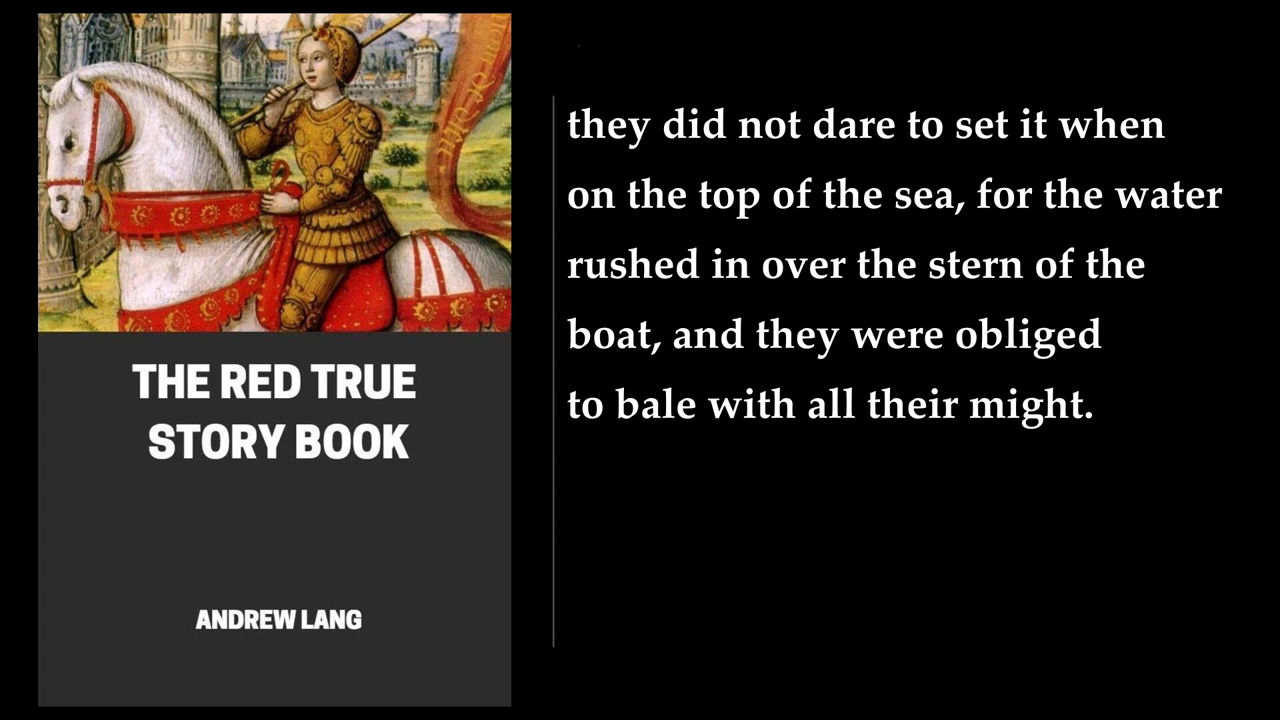 THE RED TRUE
STORY BOOK
ANDREW LANG
they did not dare to set it when
on the top of the sea, for the water
rushed in over the stern of the
boat, and they were obliged
to bale with all their might.